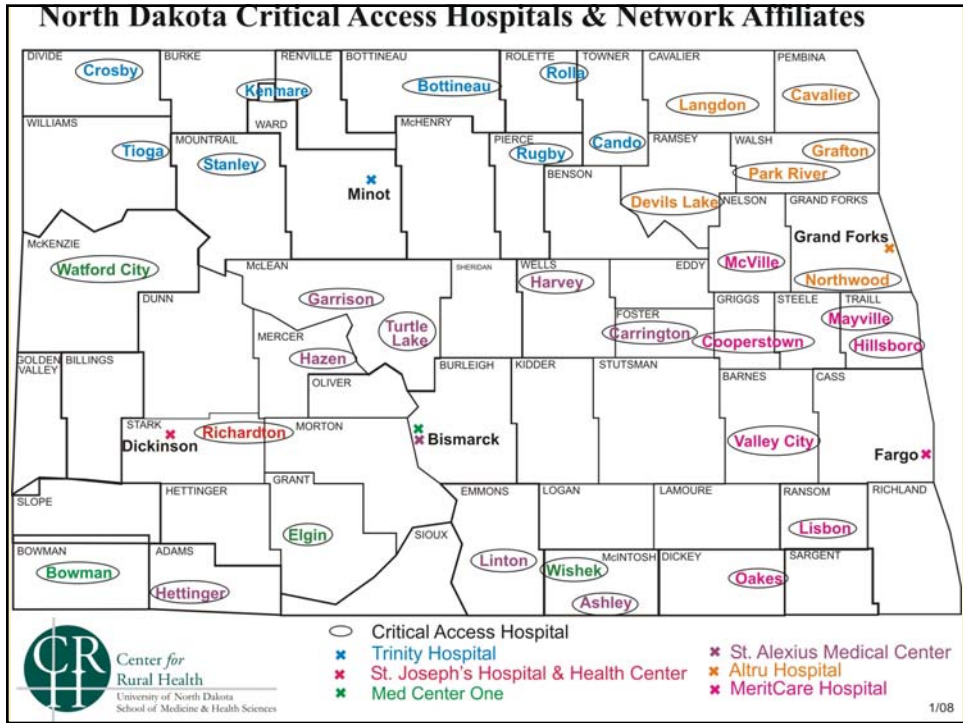 North Dakota Critical Access Hospitals & Network Affiliates
DIVIDE
BURKE
RENVILLE
BOTTINEAU
ROLETTE
TOWNER
CAVALIER
PEMBINA
Crosby
Kenmare
Bottineau
Rolla
Langdon
Cavalier
WILLIAMS
WARD
McHENRY
MOUNTRAIL
PIERCE
RAMSEY
WALSH
Tioga
Stanley
Rugby
Cando
Grafton
Park River
BENSON
Minot
Devils Lake
NELSON
GRAND FORKS
Grand Forks
McKENZIE
Watford City
McLEAN
SHERIDAN
WELLS
EDDY
McVille
Northwood
Harvey
DUNN
Garrison
GRIGGS
STEELE
TRAILL
Turtle
Lake
FOSTER
Carrington
Mayville
MERCER
Cooperstown
Hillsboro
Hazen
GOLDEN
VALLEY
BILLINGS
BURLEIGH
KIDDER
STUTSMAN
OLIVER
BARNES
CASS
STARK
Dickinson
Richardton
MORTON
Bismarck
Valley City
Fargo
GRANT
SLOPE
HETTINGER
EMMONS
LOGAN
LAMOURE
RANSOM
RICHLAND
Elgin
SIOUX
Lisbon
BOWMAN
ADAMS
McINTOSH
DICKEY
SARGENT
Bowman
Linton
Wishek
Hettinger
Oakes
Ashley
Critical Access Hospital
Trinity Hospital
St. Joseph's Hospital & Health Center
Med Center One
St. Alexius Medical Center
Altru Hospital
MeritCare Hospital
CRH
Center for
Rural Health
University of North Dakota
School of Medicine & Health Sciences
1/08